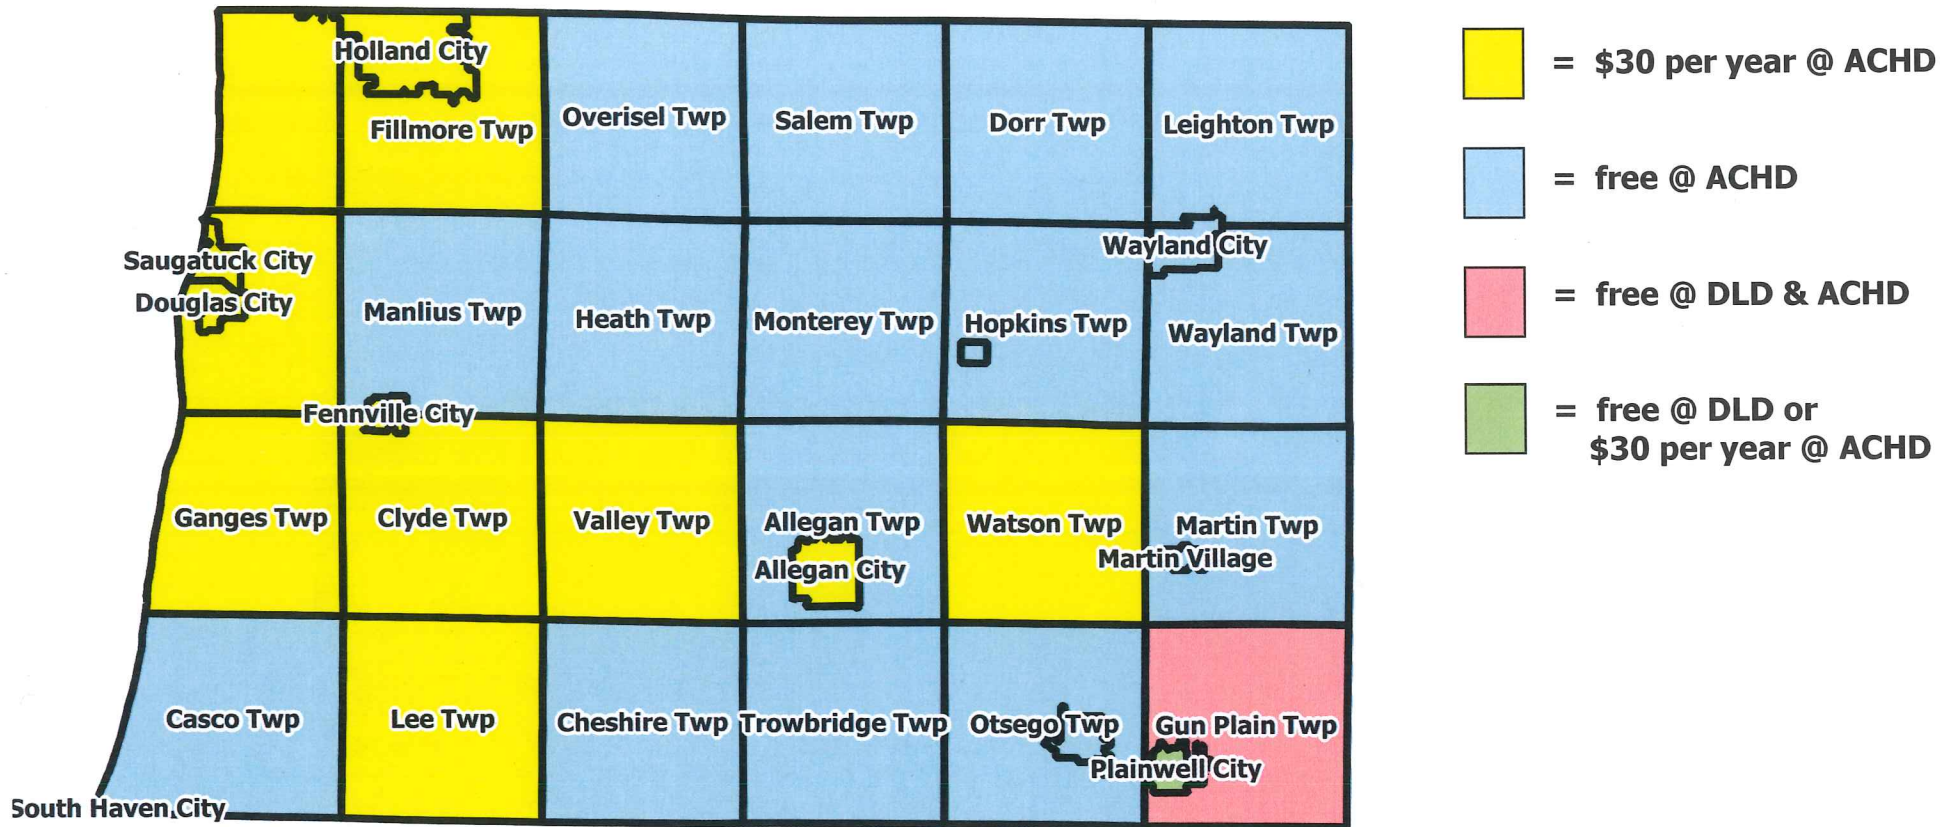 Holland City
Fillmore Twp
Overisel Twp
Salem Twp
Dorr Twp
Leighton Twp
Saugatuck City
Douglas City
Manlius Twp
Heath Twp
Monterey Twp
Hopkins Twp
Wayland City
Wayland Twp
Fennville City
Ganges Twp
Clyde Twp
Valley Twp
Allegan Twp
Allegan City
Watson Twp
Martin Twp
Martin Village
Casco Twp
Lee Twp
Cheshire Twp
Trowbridge Twp
Otsego Twp
Gun Plain Twp
Plainwell City
South Haven City
= $30 per year @ ACHD
= free @ ACHD
= free @ DLD & ACHD
= free @ DLD or
$30 per year @ ACHD